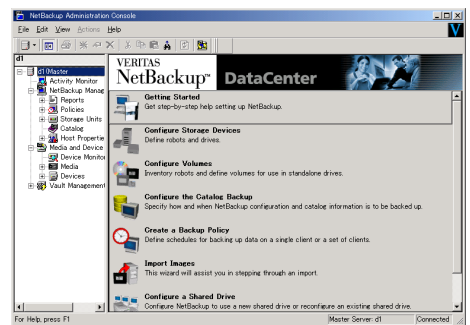 NetBackup Administration Console
File Edit View Actions Help
d1
d1(Master
Activity Monitor
NetBackup Manag
Reports
Policies
Storage Units
Catalog
Host Propertie
Media and Device
Device Monito
Media
Devices
Vault Management
VERITAS
NetBackup™ DataCenter
Getting Started
Get step-by-step help setting up NetBackup.
Configure Storage Devices
Define robots and drives.
Configure Volumes
Inventory robots and define volumes for use in standalone drives.
Configure the Catalog Backup
Specify how and when NetBackup configuration and catalog information is to be backed up.
Create a Backup Policy
Define schedules for backing up data on a single client or a set of clients.
Import Images
This wizard will assist you in stepping through an import.
Configure a Shared Drive
Configure NetBackup to use a new shared drive or reconfigure an existing shared drive.
For Help, press F1
Master Server: d1
Connected